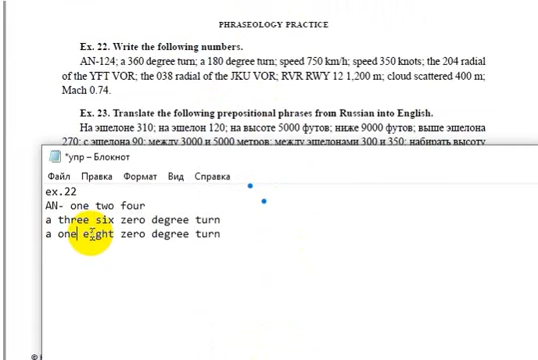 PHRASEOLOGY PRACTICE
Ex. 22. Write the following numbers.
AN-124; a 360 degree turn; a 180 degree turn; speed 750 km/h; speed 350 knots; the 204 radial
of the YFT VOR; the 038 radial of the JKU VOR; RVR RWY 12 1,200 m; cloud scattered 400 m;
Mach 0.74.
Ex. 23. Translate the following prepositional phrases from Russian into English.
На эшелоне 310; на эшелон 120; на высоте 5000 футов; ниже 9000 футов; выше эшелона
270; с эшелона 90; между 3000 и 5000 метров; между эшелонами 300 и 350; набирать высоту
*упр – Блокнот
Файл Правка Формат Вид Справка
ex.22
AN- one two four
a three six zero degree turn
a one eight zero degree turn